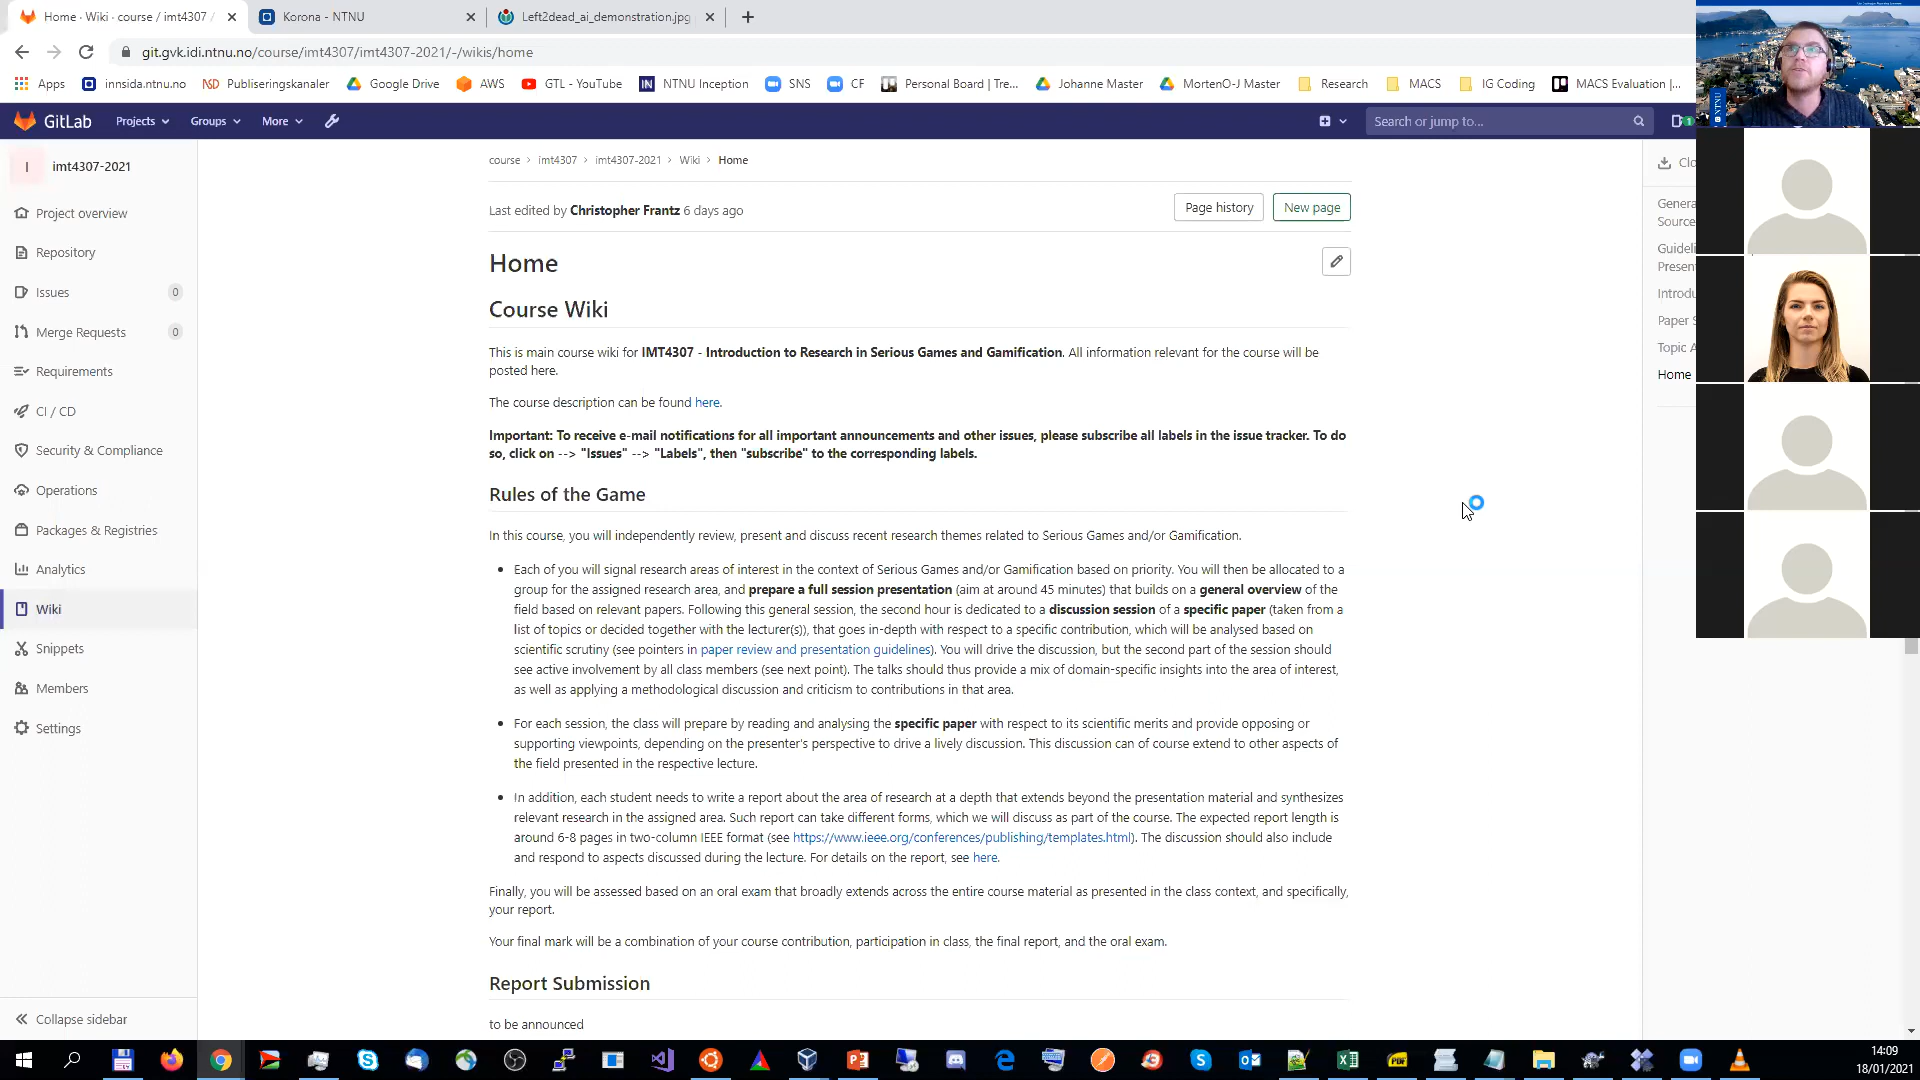 Home · Wiki · course / imt4307 /
Korona - NTNU
Left2dead_ai_demonstration.jpg
git.gvk.idi.ntnu.no/course/imt4307/imt4307-2021/-/wikis/home
Apps
innsida.ntnu.no
Publiseringskanaler
Google Drive
AWS
GTL - YouTube
NTNU Inception
SNS
CF
Personal Board | Tre...
Johanne Master
MortenO-J Master
Research
MACS
IG Coding
MACS Evaluation |...
GitLab
Projects
Groups
More
Search or jump to...
1
I
imt4307-2021
Project overview
Repository
Issues
0
Merge Requests
0
Requirements
CI / CD
Security & Compliance
Operations
Packages & Registries
Analytics
Wiki
Snippets
Members
Settings
Collapse sidebar
course > imt4307 > imt4307-2021 > Wiki > Home
Last edited by Christopher Frantz 6 days ago
Page history
New page
Home
Course Wiki
This is main course wiki for IMT4307 - Introduction to Research in Serious Games and Gamification. All information relevant for the course will be
posted here.
The course description can be found here.
Important: To receive e-mail notifications for all important announcements and other issues, please subscribe all labels in the issue tracker. To do
so, click on --> "Issues" --> "Labels", then "subscribe" to the corresponding labels.
Rules of the Game
In this course, you will independently review, present and discuss recent research themes related to Serious Games and/or Gamification.
• Each of you will signal research areas of interest in the context of Serious Games and/or Gamification based on priority. You will then be allocated to a
group for the assigned research area, and prepare a full session presentation (aim at around 45 minutes) that builds on a general overview of the
field based on relevant papers. Following this general session, the second hour is dedicated to a discussion session of a specific paper (taken from a
list of topics or decided together with the lecturer(s)), that goes in-depth with respect to a specific contribution, which will be analysed based on
scientific scrutiny (see pointers in paper review and presentation guidelines). You will drive the discussion, but the second part of the session should
see active involvement by all class members (see next point). The talks should thus provide a mix of domain-specific insights into the area of interest,
as well as applying a methodological discussion and criticism to contributions in that area.
• For each session, the class will prepare by reading and analysing the specific paper with respect to its scientific merits and provide opposing or
supporting viewpoints, depending on the presenter's perspective to drive a lively discussion. This discussion can of course extend to other aspects of
the field presented in the respective lecture.
• In addition, each student needs to write a report about the area of research at a depth that extends beyond the presentation material and synthesizes
relevant research in the assigned area. Such report can take different forms, which we will discuss as part of the course. The expected report length is
around 6-8 pages in two-column IEEE format (see https://www.ieee.org/conferences/publishing/templates.html). The discussion should also include
and respond to aspects discussed during the lecture. For details on the report, see here.
Finally, you will be assessed based on an oral exam that broadly extends across the entire course material as presented in the class context, and specifically,
your report.
Your final mark will be a combination of your course contribution, participation in class, the final report, and the oral exam.
Report Submission
to be announced
Clo
Genera
Source
Guideli
Presen
Introdu
Paper S
Topic A
Home
NTNU
14:09
18/01/2021